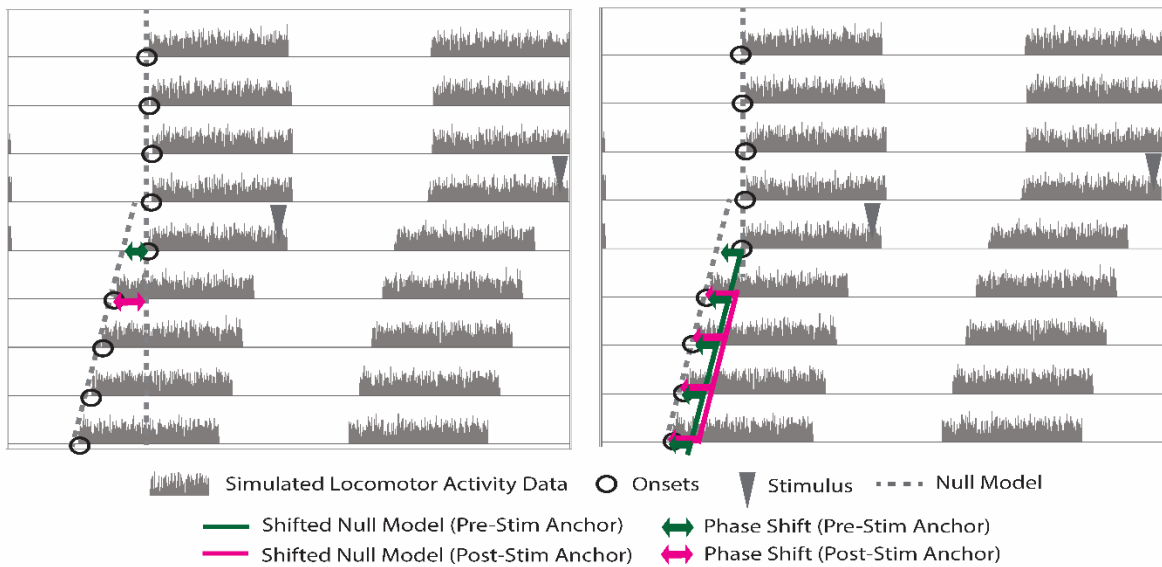 Simulated Locomotor Activity Data Onsets Stimulus Null Model
Shifted Null Model (Pre-Stim Anchor) Phase Shift (Pre-Stim Anchor)
Shifted Null Model (Post-Stim Anchor) Phase Shift (Post-Stim Anchor)